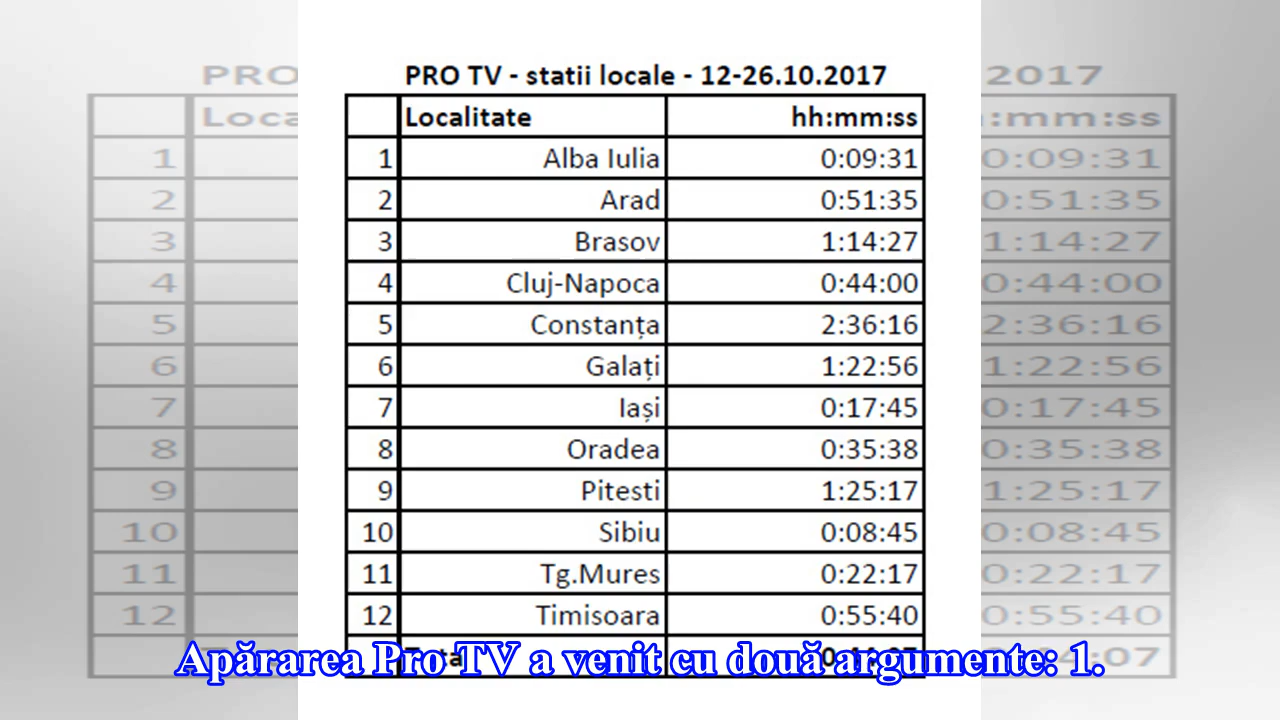 PRO TV - statii locale - 12-26.10.2017
Localitate hh:mm:ss
1 Alba Iulia 0:09:31
2 Arad 0:51:35
3 Brasov 1:14:27
4 Cluj-Napoca 0:44:00
5 Constanța 2:36:16
6 Galați 1:22:56
7 Iași 0:17:45
8 Oradea 0:35:38
9 Pitesti 1:25:17
10 Sibiu 0:08:45
11 Tg.Mures 0:22:17
12 Timisoara 0:55:40
Apărarea Pro TV a venit cu două argumente: 1.